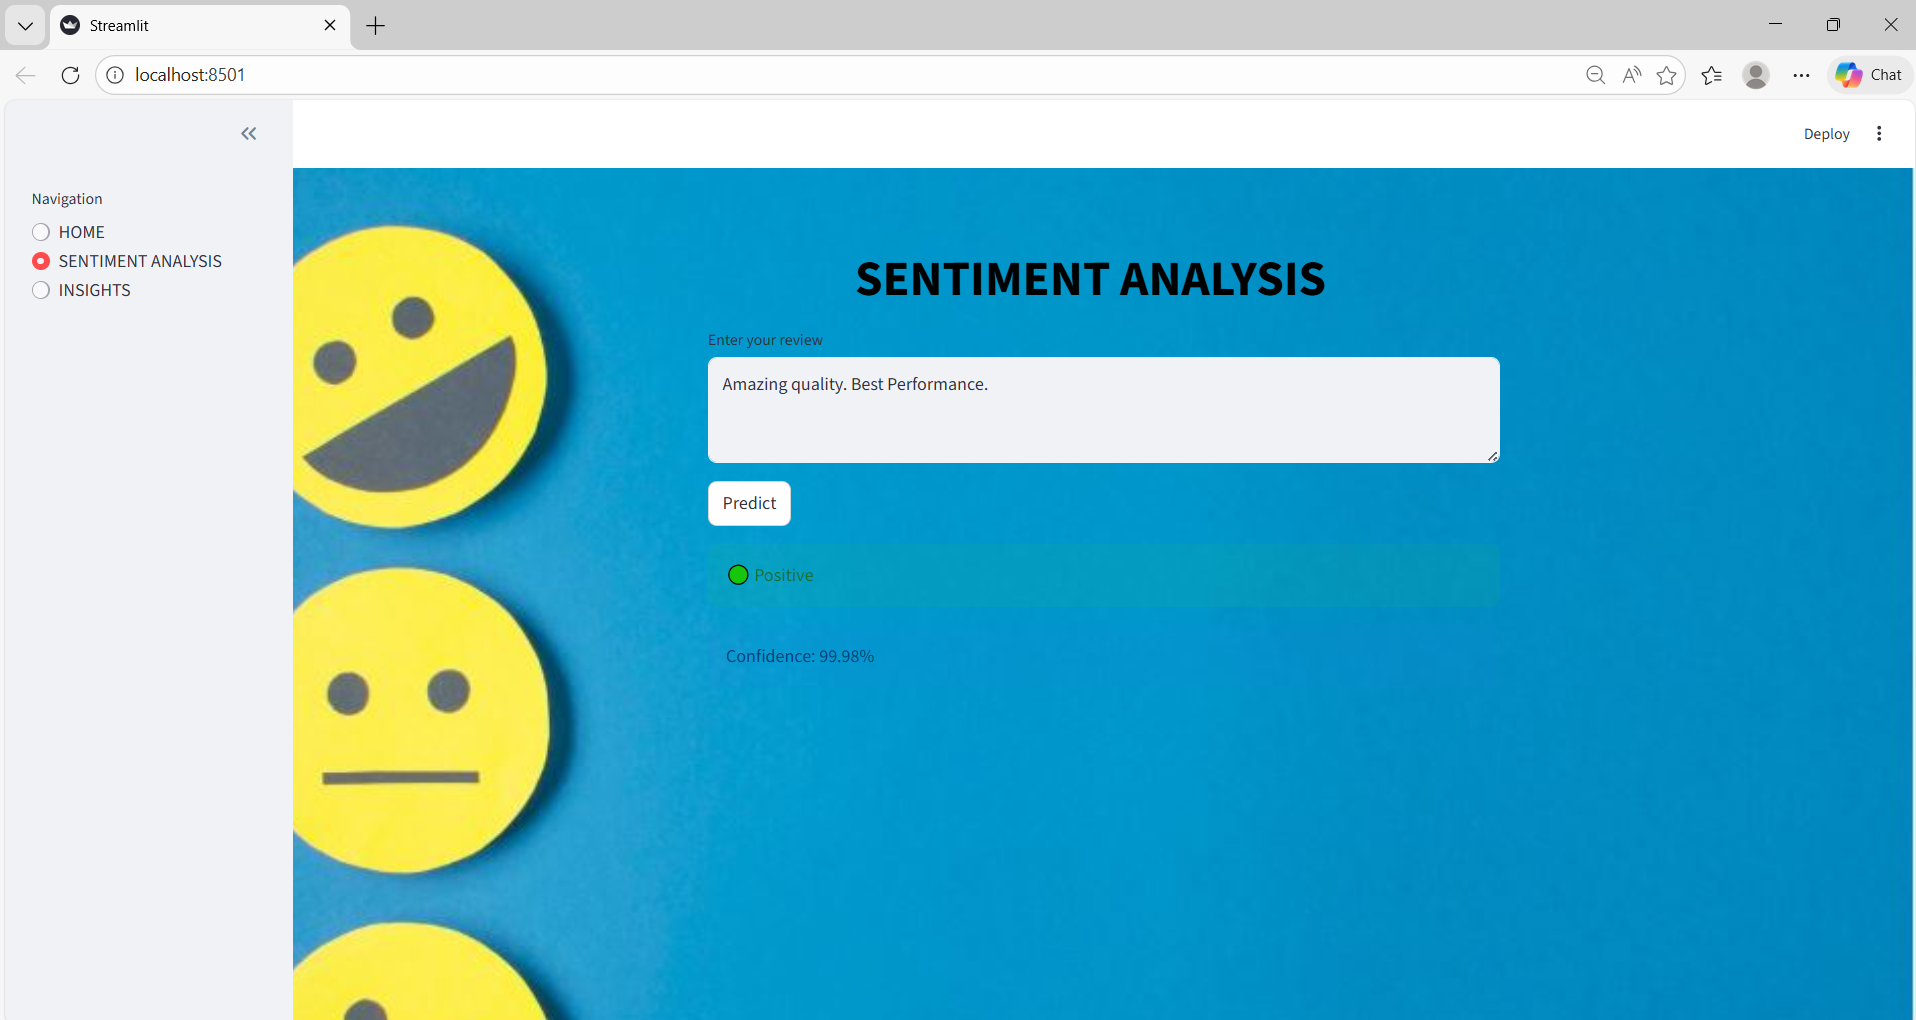 Streamlit
localhost:8501
Chat
Deploy
Navigation
HOME
SENTIMENT ANALYSIS
INSIGHTS
SENTIMENT ANALYSIS
Enter your review
Amazing quality. Best Performance.
Predict
Positive
Confidence: 99.98%